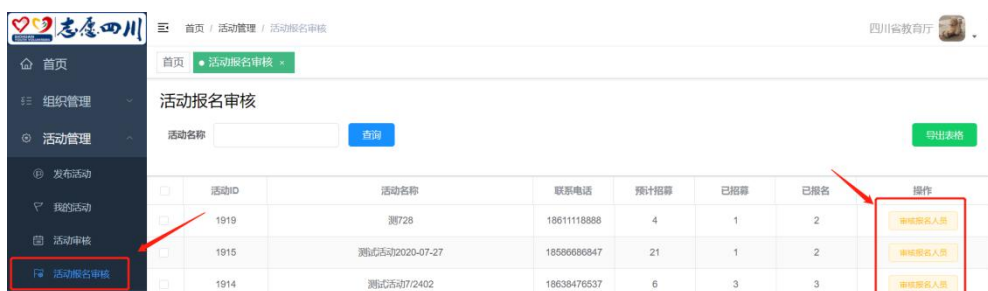 志愿四川
首页 / 活动管理 / 活动报名审核
四川省教育厅
首页
首页
活动报名审核 ×
组织管理
活动报名审核
活动管理
活动名称
查询
导出表格
发布活动
活动ID 活动名称 联系电话 预计招募 已招募 已报名 操作
我的活动
1919 测728 18611118888 4 1 2 审核报名人员
活动审核
1915 测试活动2020-07-27 18586686847 21 1 2 审核报名人员
活动报名审核
1914 测试活动7/2402 18638476537 6 3 3 审核报名人员